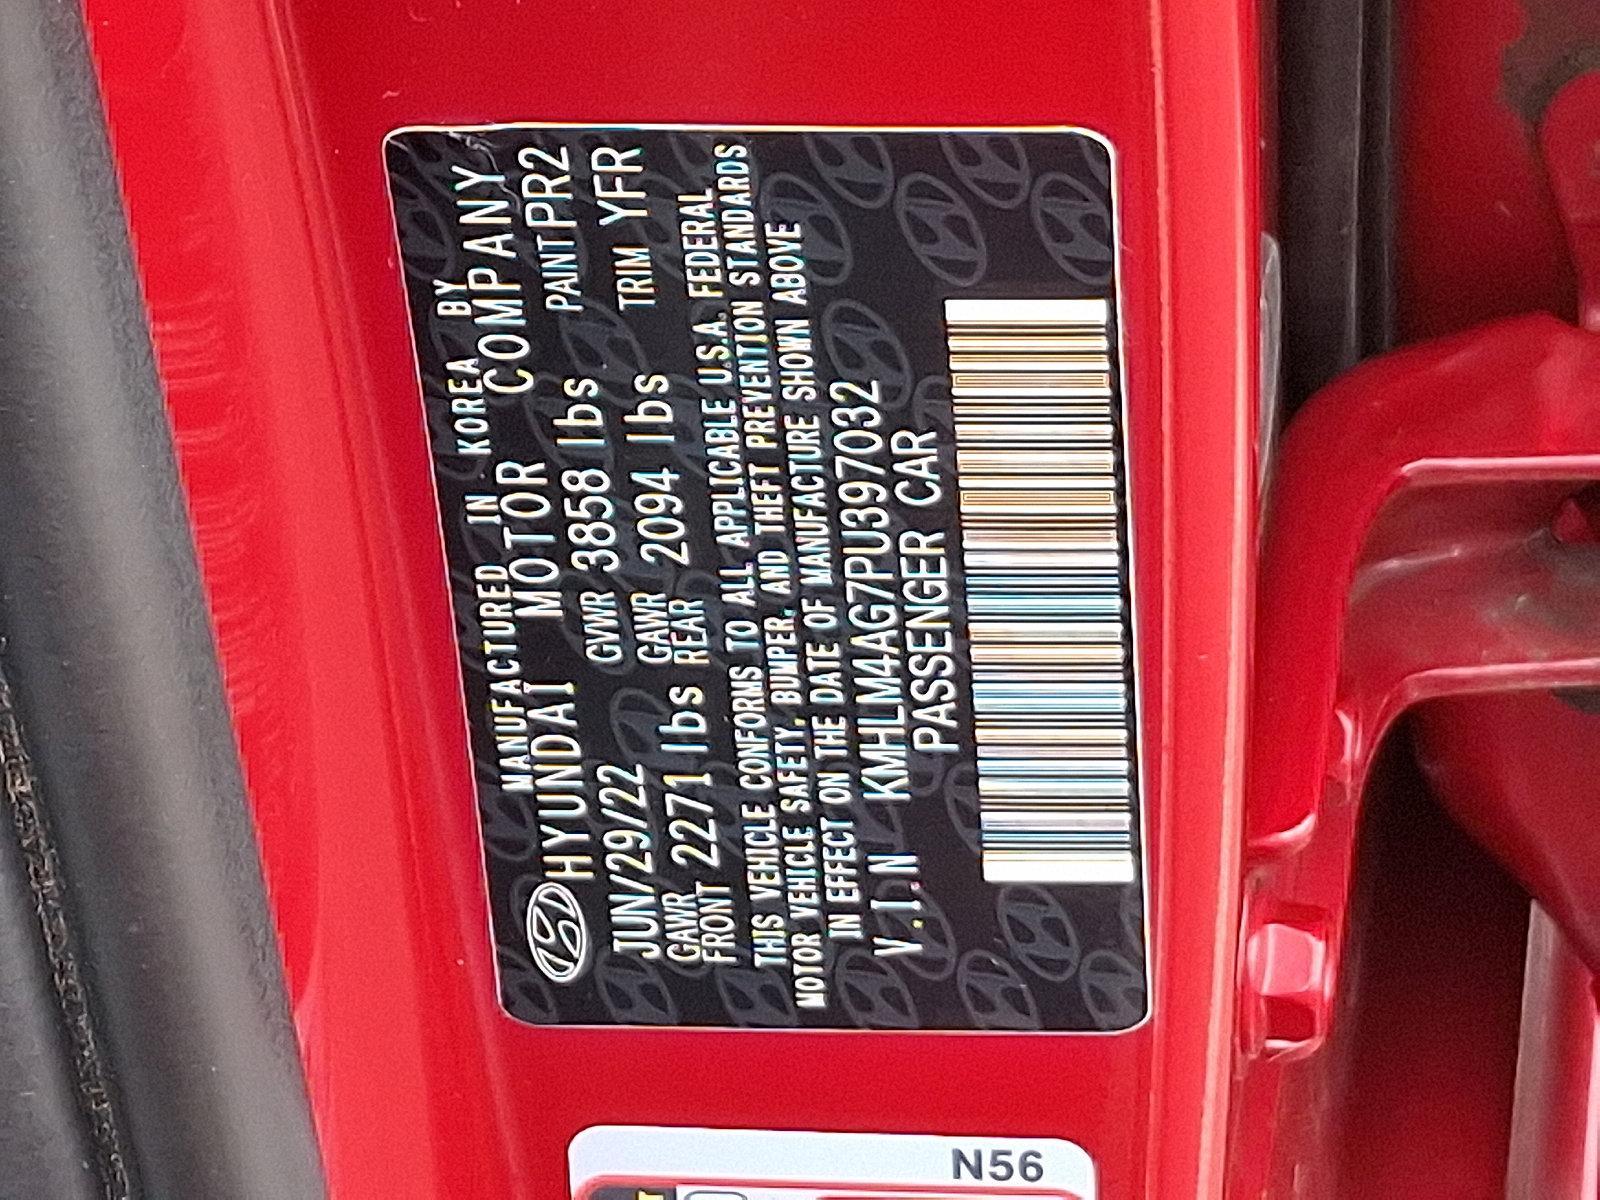 MANUFACTURED IN KOREA BY
HYUNDAI MOTOR COMPANY
JUN/29/22 GVWR 3858 lbs PAINT PR2
GAWR FRONT 2271 lbs GAWR REAR 2094 lbs TRIM YFR
THIS VEHICLE CONFORMS TO ALL APPLICABLE U.S.A. FEDERAL
MOTOR VEHICLE SAFETY, BUMPER, AND THEFT PREVENTION STANDARDS
IN EFFECT ON THE DATE OF MANUFACTURE SHOWN ABOVE
V.I.N KMHLM4AG7PU397032
PASSENGER CAR
N56